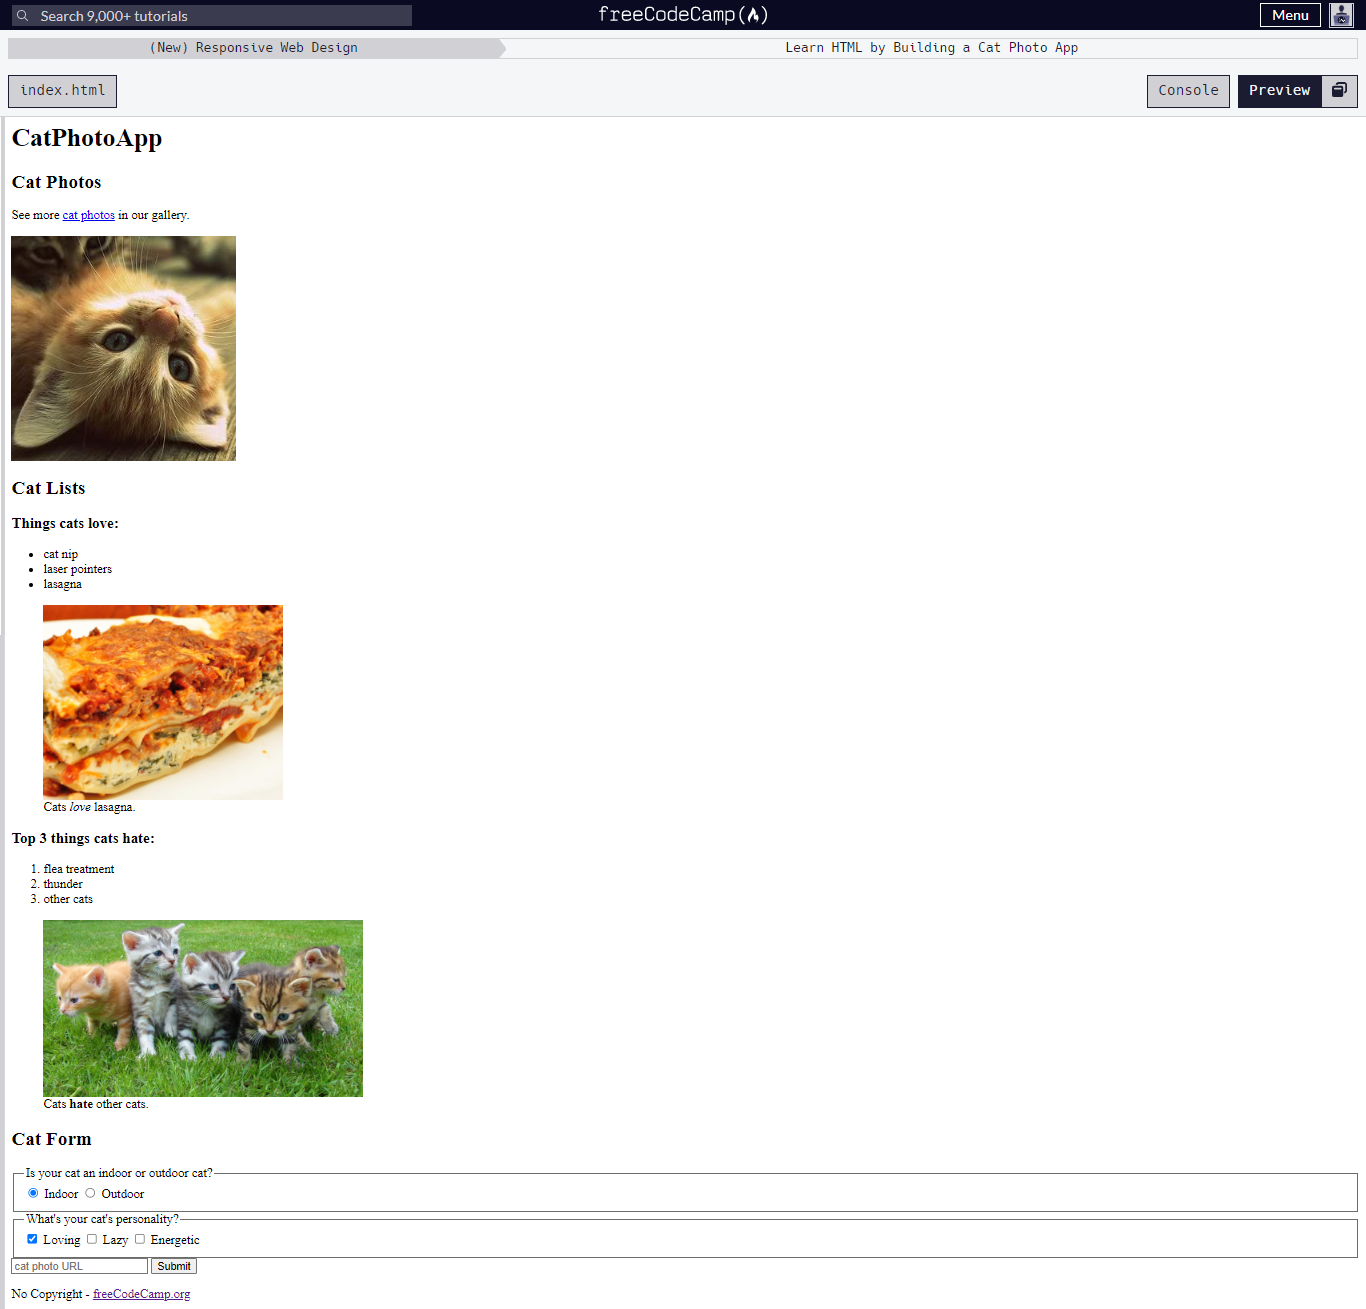 Search 9,000+ tutorials
freeCodeCamp
Menu
(New) Responsive Web Design
Learn HTML by Building a Cat Photo App
index.html
Console
Preview
CatPhotoApp
Cat Photos
See more cat photos in our gallery.
Cat Lists
Things cats love:
• cat nip
• laser pointers
• lasagna
Cats love lasagna.
Top 3 things cats hate:
1. flea treatment
2. thunder
3. other cats
Cats hate other cats.
Cat Form
Is your cat an indoor or outdoor cat?
Indoor Outdoor
What's your cat's personality?
Loving Lazy Energetic
cat photo URL Submit
No Copyright - freeCodeCamp.org